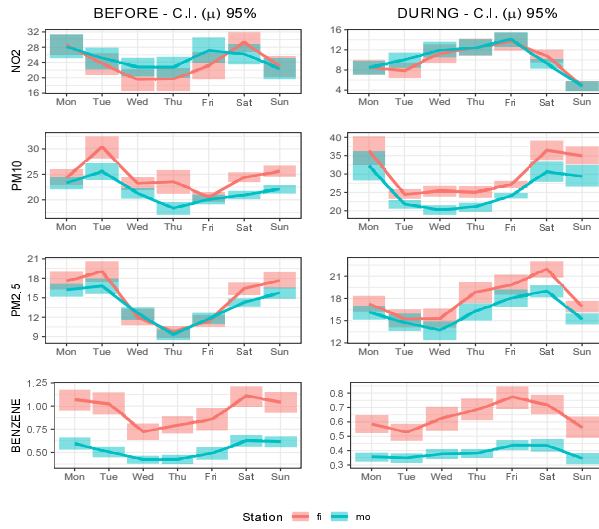 BEFORE - C.I. (μ) 95%
DURING - C.I. (μ) 95%
NO2
32
28
24
20
16
Mon Tue Wed Thu Fri Sat Sun
16
12
8
4
Mon Tue Wed Thu Fri Sat Sun
PM10
30
25
20
Mon Tue Wed Thu Fri Sat Sun
40
35
30
25
20
Mon Tue Wed Thu Fri Sat Sun
PM2.5
21
18
15
12
9
Mon Tue Wed Thu Fri Sat Sun
21
18
15
12
Mon Tue Wed Thu Fri Sat Sun
BENZENE
1.25
1.00
0.75
0.50
Mon Tue Wed Thu Fri Sat Sun
0.8
0.7
0.6
0.5
0.4
0.3
Mon Tue Wed Thu Fri Sat Sun
Station fi mo